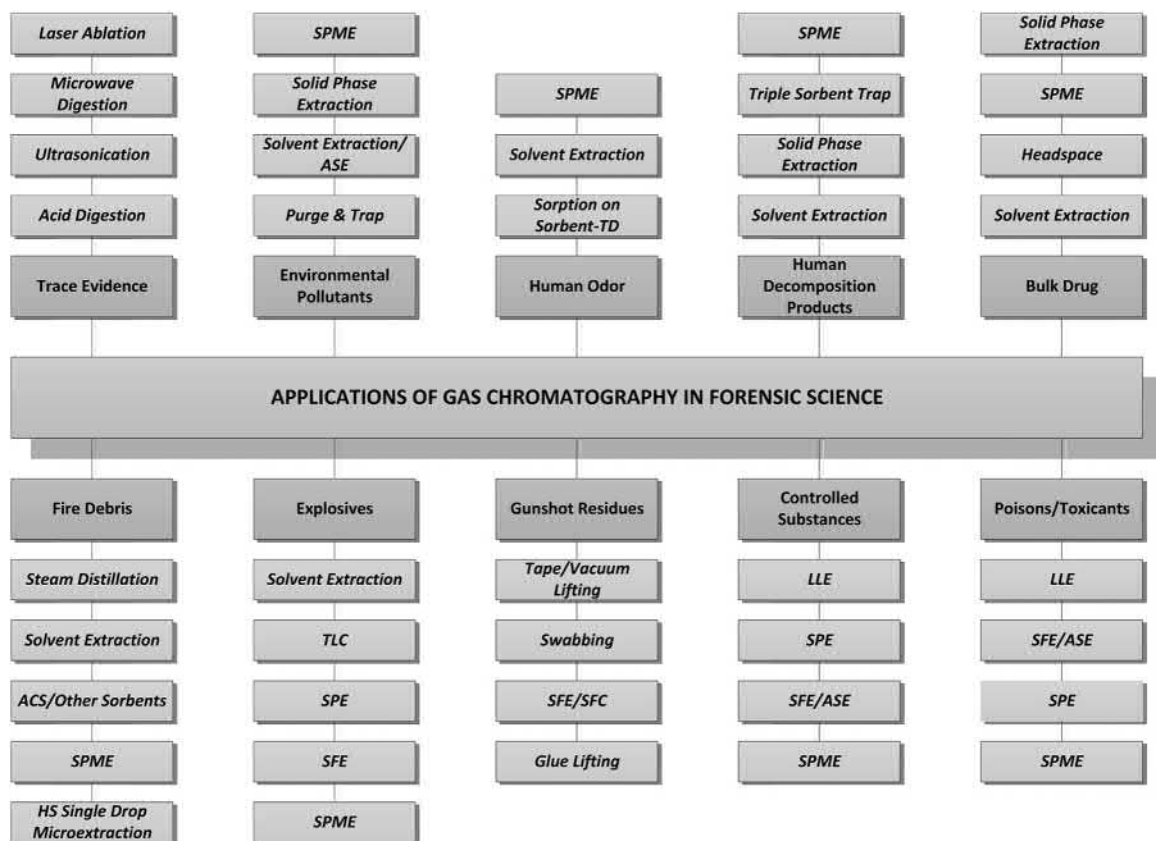 Laser Ablation
Microwave
Digestion
Ultrasonication
Acid Digestion
Trace Evidence
SPME
Solid Phase
Extraction
Solvent Extraction/
ASE
Purge & Trap
Environmental
Pollutants
SPME
Solvent Extraction
Sorption on
Sorbent-TD
Human Odor
SPME
Triple Sorbent Trap
Solid Phase
Extraction
Solvent Extraction
Human
Decomposition
Products
Solid Phase
Extraction
SPME
Headspace
Solvent Extraction
Bulk Drug
APPLICATIONS OF GAS CHROMATOGRAPHY IN FORENSIC SCIENCE
Fire Debris
Steam Distillation
Solvent Extraction
ACS/Other Sorbents
SPME
HS Single Drop
Microextraction
Explosives
Solvent Extraction
TLC
SPE
SFE
SPME
Gunshot Residues
Tape/Vacuum
Lifting
Swabbing
SFE/SFC
Glue Lifting
Controlled
Substances
LLE
SPE
SFE/ASE
SPME
Poisons/Toxicants
LLE
SFE/ASE
SPE
SPME